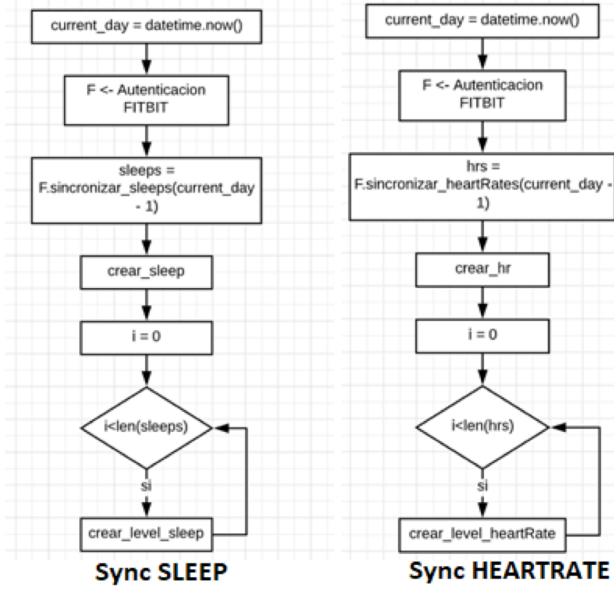 current_day = datetime.now()
F <- Autenticacion
FITBIT
sleeps =
F.sincronizar_sleeps(current_day
- 1)
crear_sleep
i = 0
i<len(sleeps)
si
crear_level_sleep
Sync SLEEP
current_day = datetime.now()
F <- Autenticacion
FITBIT
hrs =
F.sincronizar_heartRates(current_day -
1)
crear_hr
i = 0
i<len(hrs)
si
crear_level_heartRate
Sync HEARTRATE